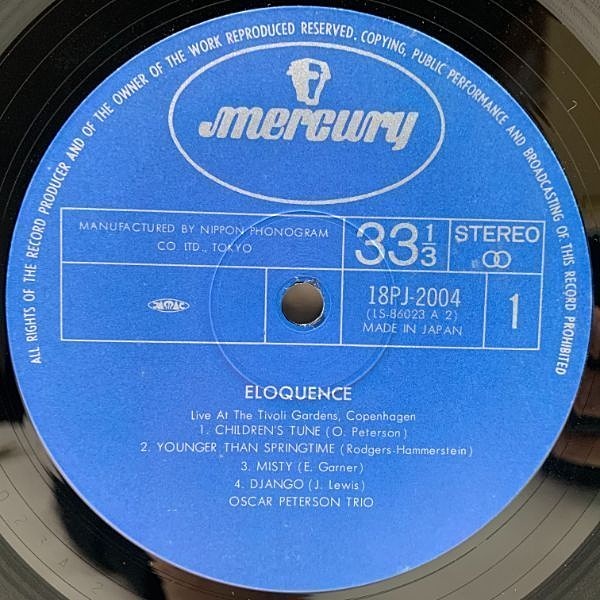 ALL RIGHTS OF THE RECORD PRODUCER AND OF THE OWNER OF THE WORK REPRODUCED RESERVED. COPYING, PUBLIC PERFORMANCE AND BROADCASTING OF THIS RECORD PROHIBITED
mercury
MANUFACTURED BY NIPPON PHONOGRAM
CO. LTD., TOKYO
33 1/3
STEREO
18PJ-2004
(LS-86023 A 2)
MADE IN JAPAN
1
ELOQUENCE
Live At The Tivoli Gardens, Copenhagen
1. CHILDREN'S TUNE (O. Peterson)
2. YOUNGER THAN SPRINGTIME (Rodgers-Hammerstein)
3. MISTY (E. Garner)
4. DJANGO (J. Lewis)
OSCAR PETERSON TRIO